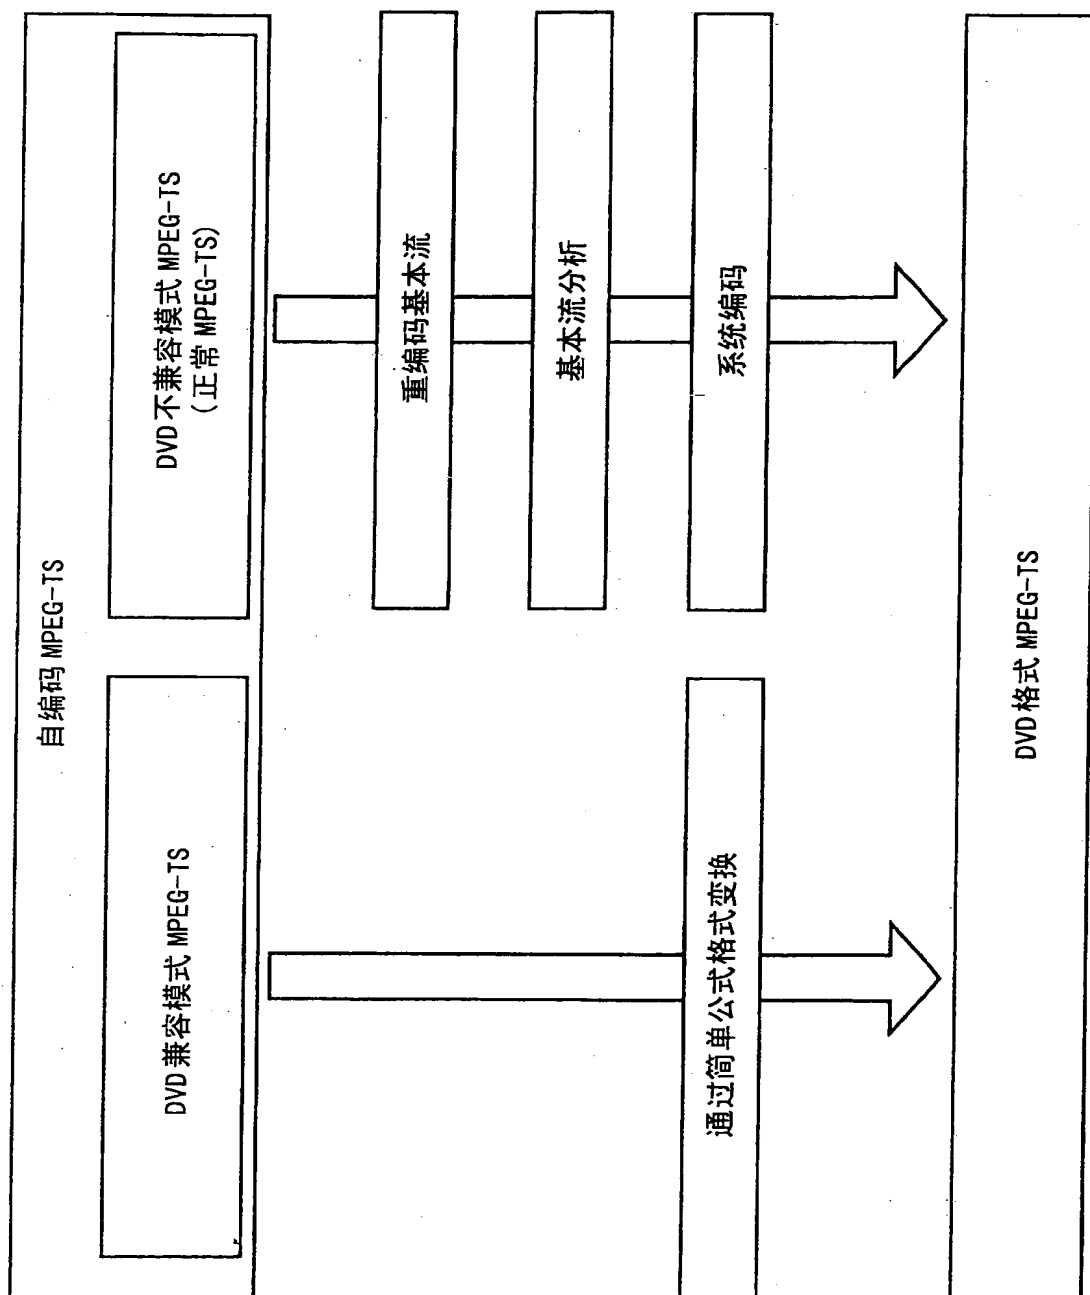 自编码 MPEG-TS
DVD 兼容模式 MPEG-TS
DVD 不兼容模式 MPEG-TS
(正常 MPEG-TS)
重编码基本流
基本流分析
通过简单公式格式变换
系统编码
DVD 格式 MPEG-TS